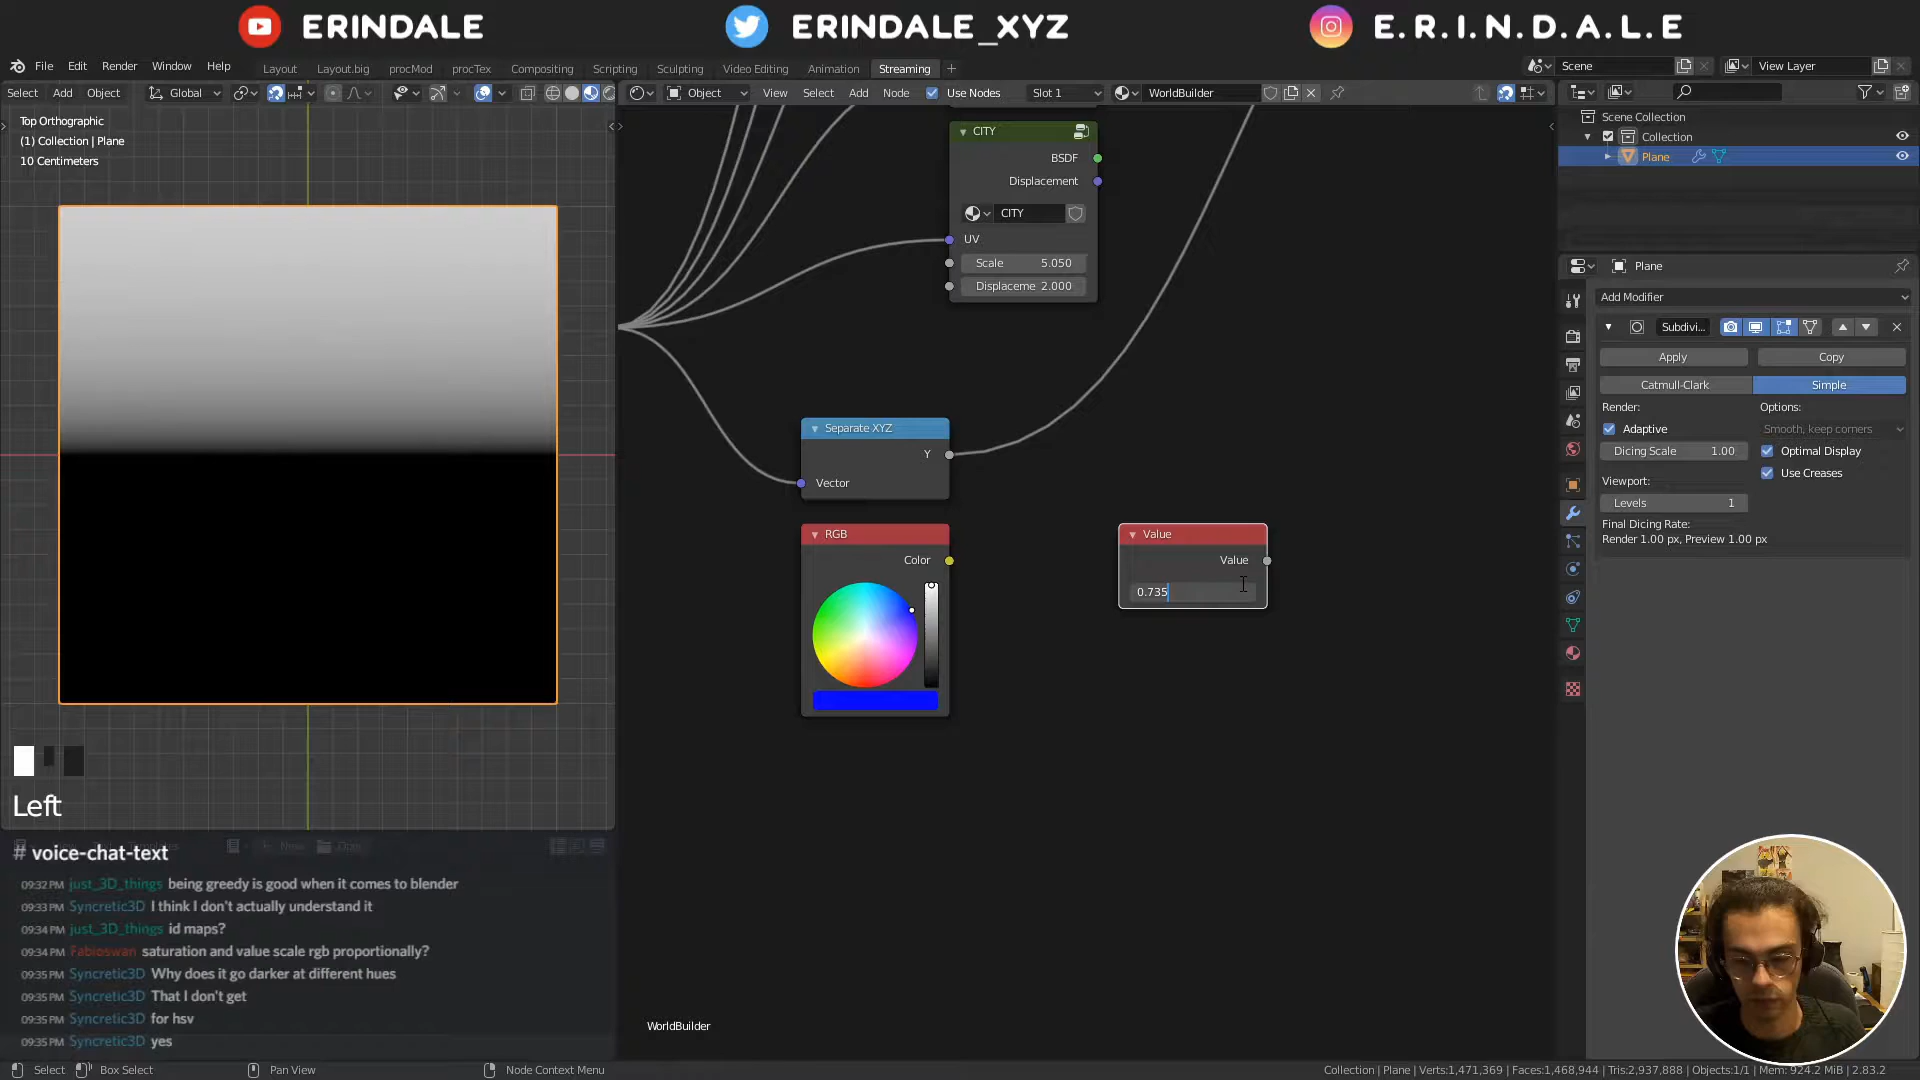 ERINDALE
ERINDALE_XYZ
E.R.I.N.D.A.L.E
File Edit Render Window Help
Layout Layout.big procMod procTex Compositing Scripting Sculpting Video Editing Animation Streaming +
Scene
View Layer
Select Add Object Global
Object View Select Add Node Use Nodes Slot 1 WorldBuilder
Top Orthographic
(1) Collection | Plane
10 Centimeters
CITY
BSDF
Displacement
CITY
UV
Scale 5.050
Displaceme 2.000
Separate XYZ
Y
Vector
RGB
Color
Value
Value
0.735
WorldBuilder
Scene Collection
Collection
Plane
Plane
Add Modifier
Subdivi...
Apply Copy
Catmull-Clark Simple
Render: Options:
Adaptive Smooth, keep corners
Dicing Scale 1.00 Optimal Display
Viewport: Use Creases
Levels 1
Final Dicing Rate:
Render 1.00 px, Preview 1.00 px
Left
# voice-chat-text
09:32 PM just_3D_things being greedy is good when it comes to blender
09:33 PM Syncretic3D I think I don't actually understand it
09:34 PM just_3D_things id maps?
09:34 PM Fabioswan saturation and value scale rgb proportionally?
09:35 PM Syncretic3D Why does it go darker at different hues
09:35 PM Syncretic3D That I don't get
09:35 PM Syncretic3D for hsv
09:35 PM Syncretic3D yes
Select Box Select Pan View Node Context Menu
Collection | Plane | Verts:1,471,369 | Faces:1,468,944 | Tris:2,937,888 | Objects:1/1 | Mem: 924.2 MiB | 2.83.2